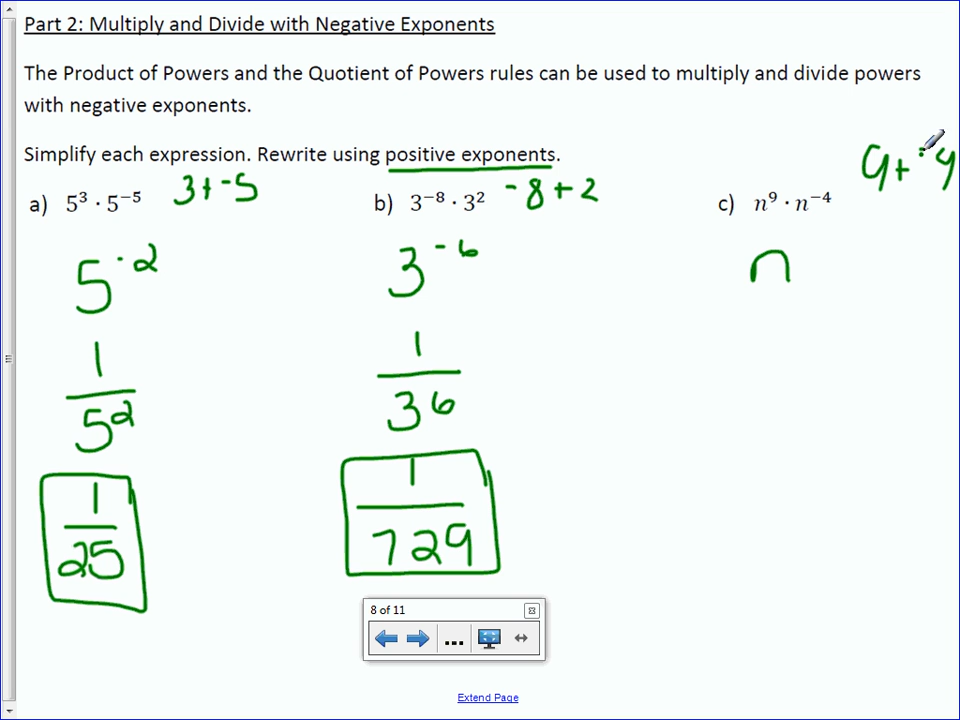 Part 2: Multiply and Divide with Negative Exponents
The Product of Powers and the Quotient of Powers rules can be used to multiply and divide powers
with negative exponents.
Simplify each expression. Rewrite using positive exponents.
9+-4
a) 5³ · 5⁻⁵ 3+-5 b) 3⁻⁸ · 3² -8+2 c) n⁹ · n⁻⁴
5⁻² 3⁻⁶ n
1 1
5² 3⁶
1 1
25 729
8 of 11
...
Extend Page